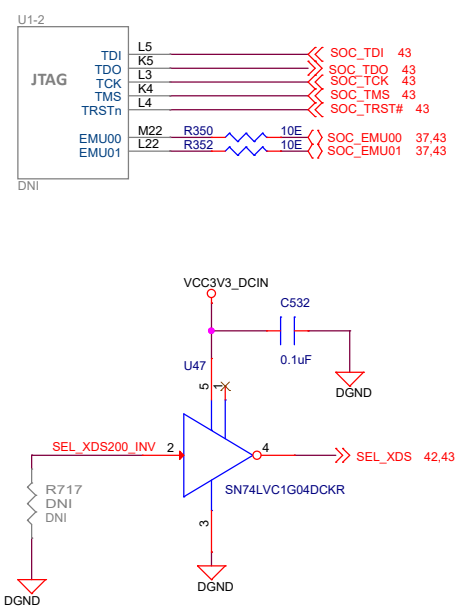 U1-2
JTAG
TDI L5 SOC_TDI 43
TDO K5 SOC_TDO 43
TCK L3 SOC_TCK 43
TMS K4 SOC_TMS 43
TRSTn L4 SOC_TRST# 43
EMU00 M22 R350 10E SOC_EMU00 37,43
EMU01 L22 R352 10E SOC_EMU01 37,43
DNI
VCC3V3_DCIN
C532
0.1uF
DGND
U47
5 1
SEL_XDS200_INV 2 4 SEL_XDS 42,43
SN74LVC1G04DCKR
R717
DNI
DNI
3
DGND
DGND